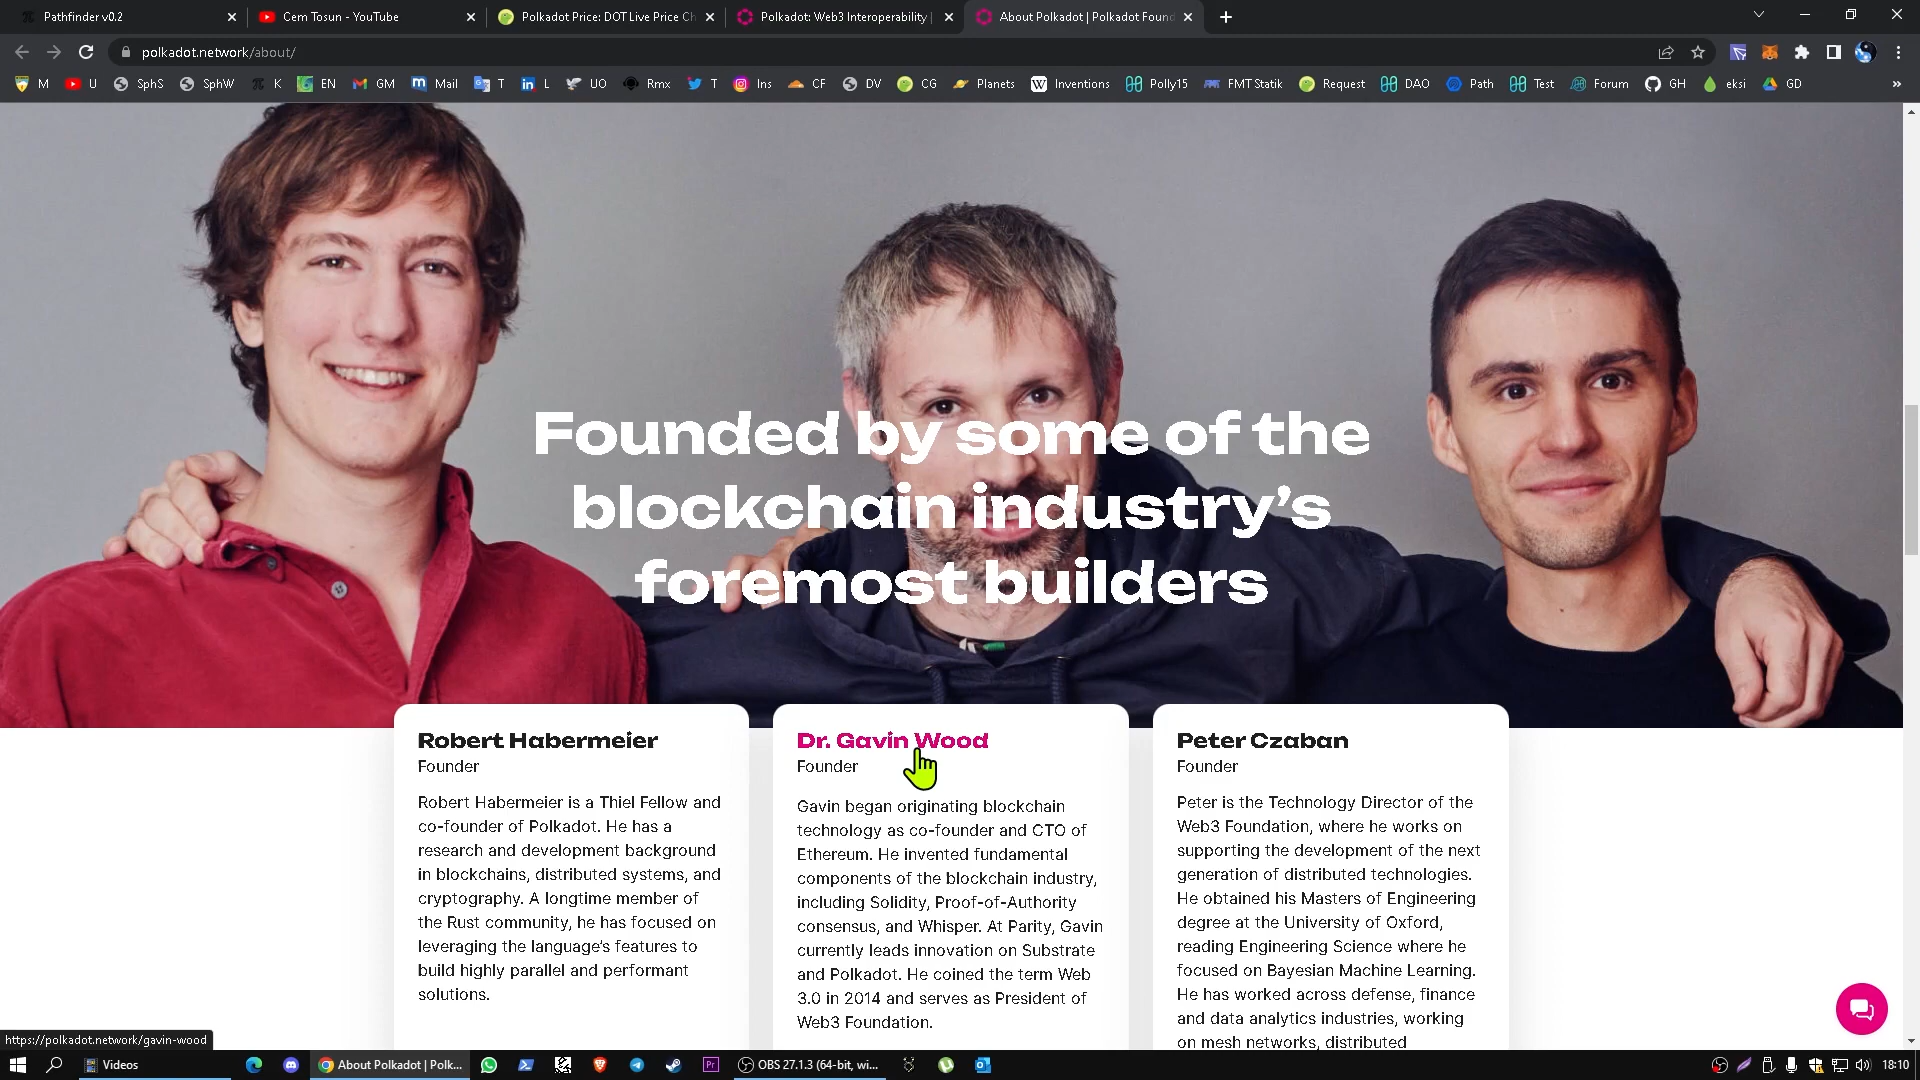 Pathfinder v0.2
Cem Tosun - YouTube
Polkadot Price: DOT Live Price Ch
Polkadot: Web3 Interoperability |
About Polkadot | Polkadot Found
polkadot.network/about/
M
U
SphS
SphW
K
EN
GM
Mail
T
L
UO
Rmx
T
Ins
CF
DV
CG
Planets
Inventions
Polly15
FMT Statik
Request
DAO
Path
Test
Forum
GH
eksi
GD
»
Founded by some of the
blockchain industry’s
foremost builders
Robert Habermeier
Founder
Robert Habermeier is a Thiel Fellow and
co-founder of Polkadot. He has a
research and development background
in blockchains, distributed systems, and
cryptography. A longtime member of
the Rust community, he has focused on
leveraging the language’s features to
build highly parallel and performant
solutions.
Dr. Gavin Wood
Founder
Gavin began originating blockchain
technology as co-founder and CTO of
Ethereum. He invented fundamental
components of the blockchain industry,
including Solidity, Proof-of-Authority
consensus, and Whisper. At Parity, Gavin
currently leads innovation on Substrate
and Polkadot. He coined the term Web
3.0 in 2014 and serves as President of
Web3 Foundation.
Peter Czaban
Founder
Peter is the Technology Director of the
Web3 Foundation, where he works on
supporting the development of the next
generation of distributed technologies.
He obtained his Masters of Engineering
degree at the University of Oxford,
reading Engineering Science where he
focused on Bayesian Machine Learning.
He has worked across defense, finance
and data analytics industries, working
on mesh networks, distributed
https://polkadot.network/gavin-wood
Videos
About Polkadot | Polk...
Pr
OBS 27.1.3 (64-bit, wi...
18:10